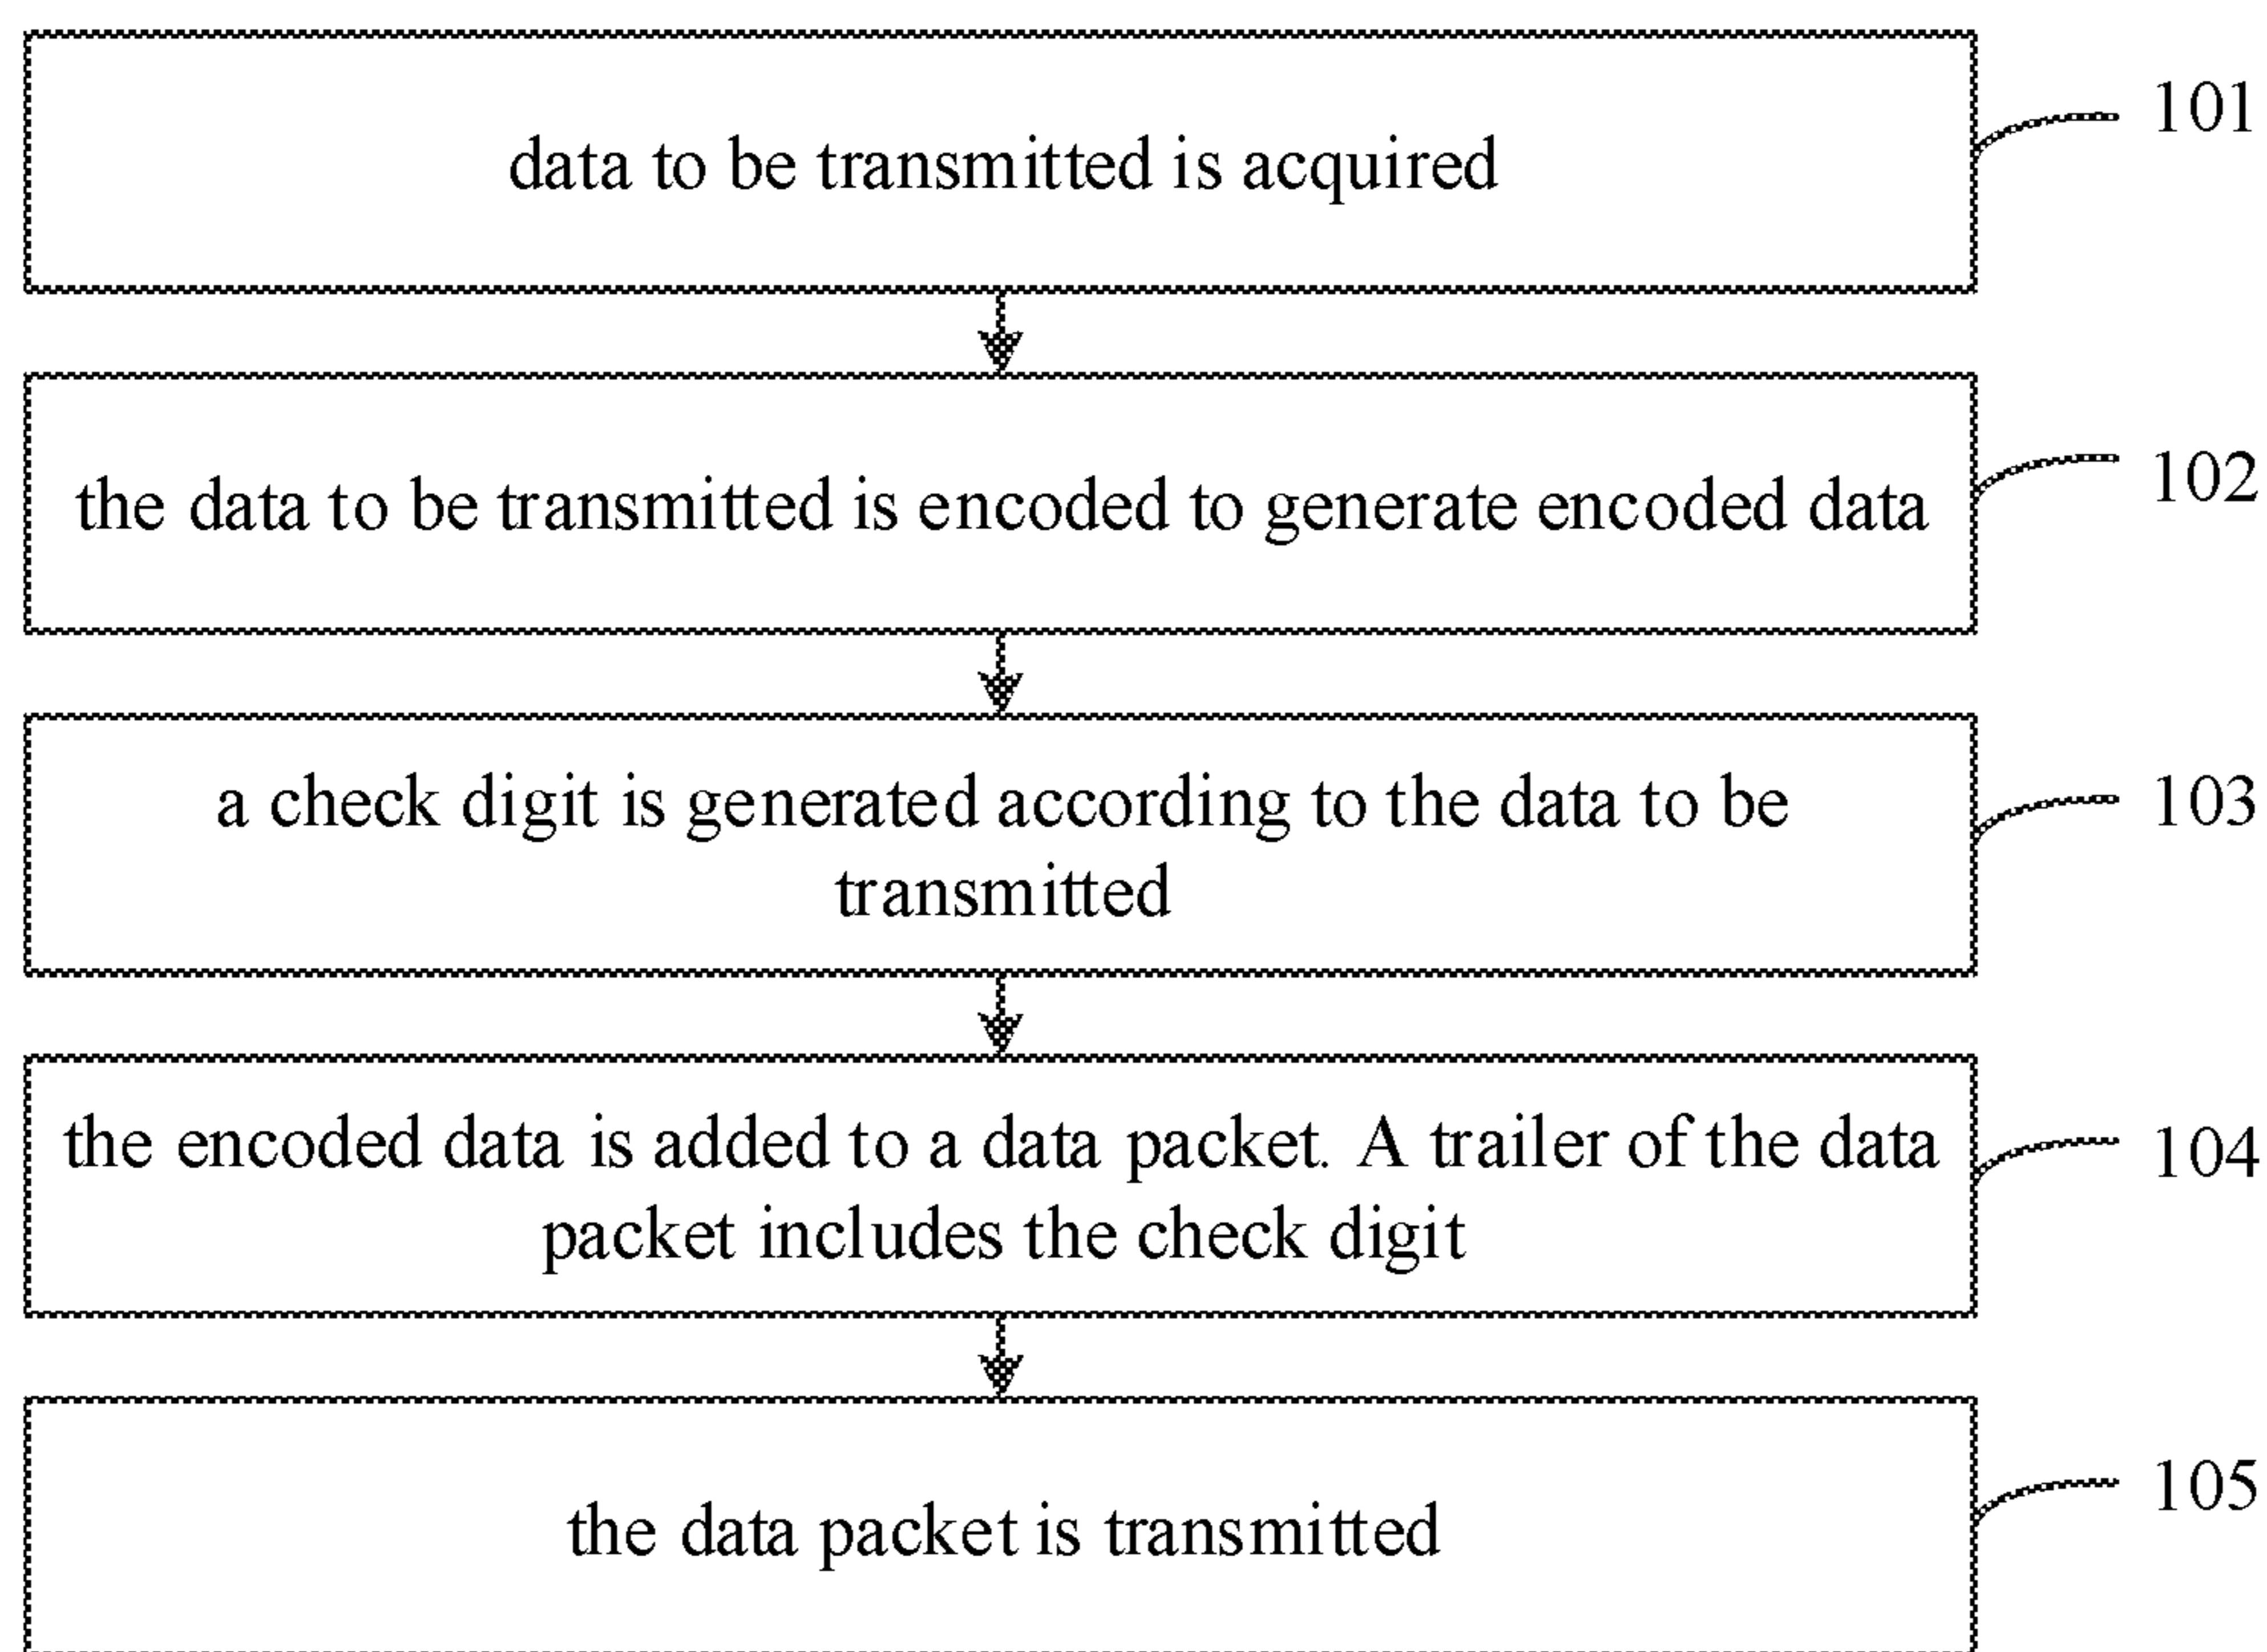 data to be transmitted is acquired
101
the data to be transmitted is encoded to generate encoded data
102
a check digit is generated according to the data to be
transmitted
103
the encoded data is added to a data packet. A trailer of the data
packet includes the check digit
104
the data packet is transmitted
105